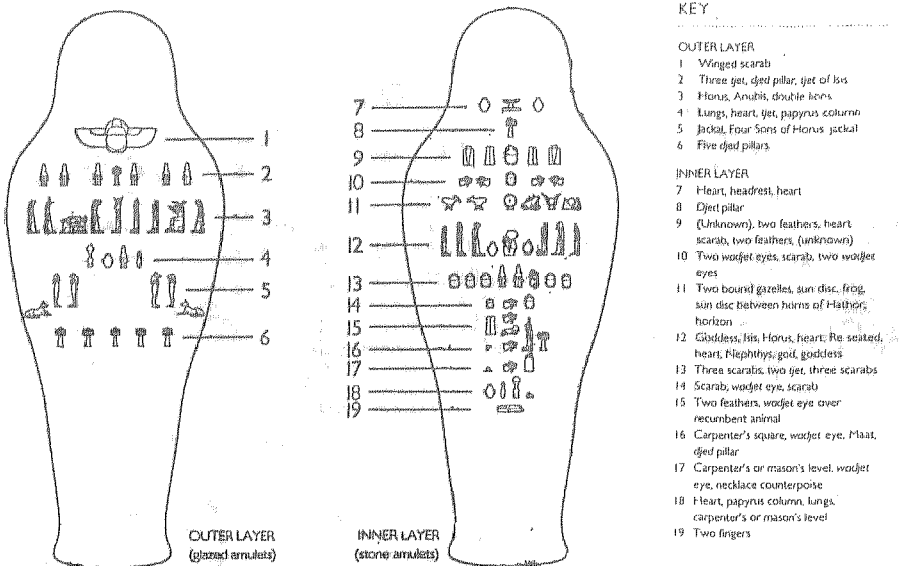 KEY
OUTER LAYER
1 Winged scarab
2 Three tjet, djed pillar, tjet of Isis
3 Horus, Anubis, double lions
4 Lungs, heart, tjet, papyrus column
5 Jackal, Four Sons of Horus jackal
6 Five djed pillars
INNER LAYER
7 Heart, headrest, heart
8 Djed pillar
9 (Unknown), two feathers, heart
scarab, two feathers, (unknown)
10 Two wadjet eyes, scarab, two wadjet
eyes
11 Two bound gazelles, sun disc, frog,
sun disc between horns of Hathor,
horizon
12 Goddess, Isis, Horus, heart, Re seated,
heart, Nephthys, god, goddess
13 Three scarabs, two tjet, three scarabs
14 Scarab, wadjet eye, scarab
15 Two feathers, wadjet eye over
recumbent animal
16 Carpenter's square, wadjet eye, Maat,
djed pillar
17 Carpenter's or mason's level, wadjet
eye, necklace counterpoise
18 Heart, papyrus column, lungs,
carpenter's or mason's level
19 Two fingers
1
2
3
4
5
6
OUTER LAYER
(glazed amulets)
7
8
9
10
11
12
13
14
15
16
17
18
19
INNER LAYER
(stone amulets)